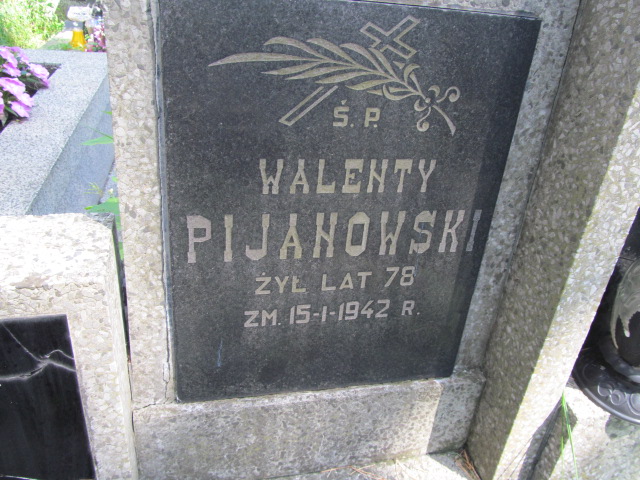 Ś. P.
WALENTY
PIJANOWSKI
ŻYŁ LAT 78
ZM. 15-1-1942 R.